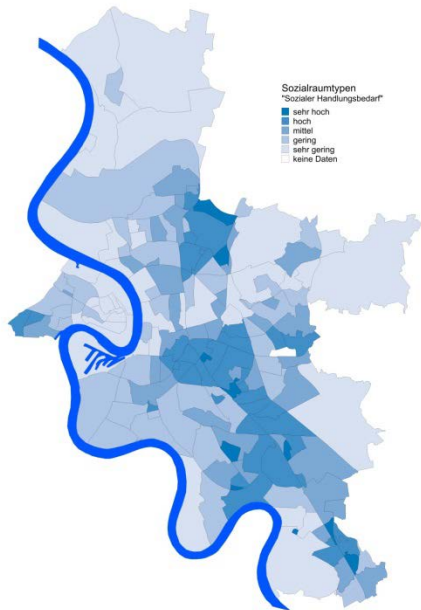 Sozialraumtypen
"Sozialer Handlungsbedarf"
sehr hoch
hoch
mittel
gering
sehr gering
keine Daten